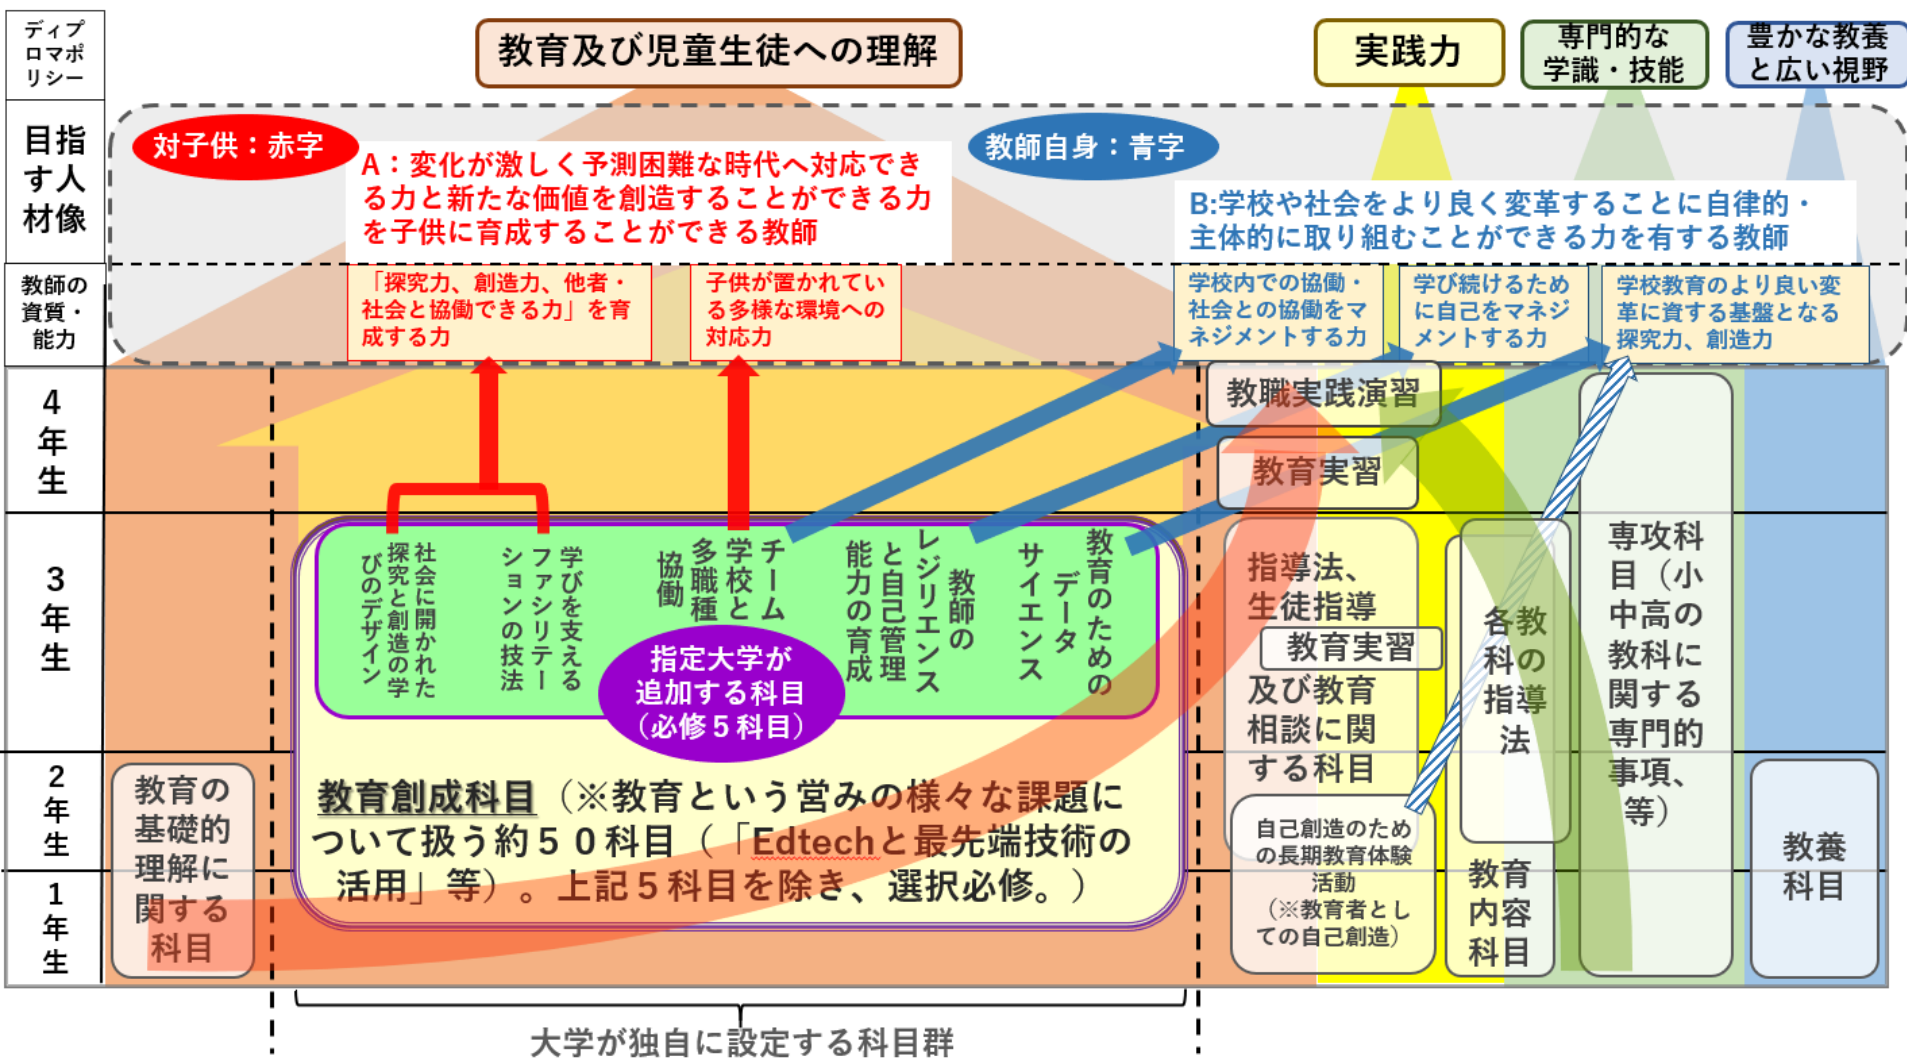 ディプ
ロマポ
リシー
教育及び児童生徒への理解
実践力
専門的な
学識・技能
豊かな教養
と広い視野
目指
す人
材像
対子供：赤字
A：変化が激しく予測困難な時代へ対応でき
る力と新たな価値を創造することができる力
を子供に育成することができる教師
教師自身：青字
B:学校や社会をより良く変革することに自律的・
主体的に取り組むことができる力を有する教師
教師の
資質・
能力
「探究力、創造力、他者・
社会と協働できる力」を育
成する力
子供が置かれてい
る多様な環境への
対応力
学校内での協働・
社会との協働をマ
ネジメントする力
学び続けるため
に自己をマネジ
メントする力
学校教育のより良い変
革に資する基盤となる
探究力、創造力
4
年
生
3
年
生
2
年
生
1
年
生
社会に開かれた
探究と創造の学
びのデザイン
学びを支える
ファシリテー
ションの技法
チーム
学校と
多職種
協働
教師の
レジリエンス
と自己管理
能力の育成
教育のための
データ
サイエンス
指定大学が
追加する科目
（必修５科目）
教育創成科目（※教育という営みの様々な課題に
ついて扱う約５０科目（「Edtechと最先端技術の
活用」等）。上記５科目を除き、選択必修。）
教育の
基礎的
理解に
関する
科目
教職実践演習
教育実習
指導法、
生徒指導
教育実習
及び教育
相談に関
する科目
自己創造のため
の長期教育体験
活動
（※教育者とし
ての自己創造）
各教
科の
指導
法
教育
内容
科目
専攻科
目（小
中高の
教科に
関する
専門的
事項、
等）
教養
科目
大学が独自に設定する科目群